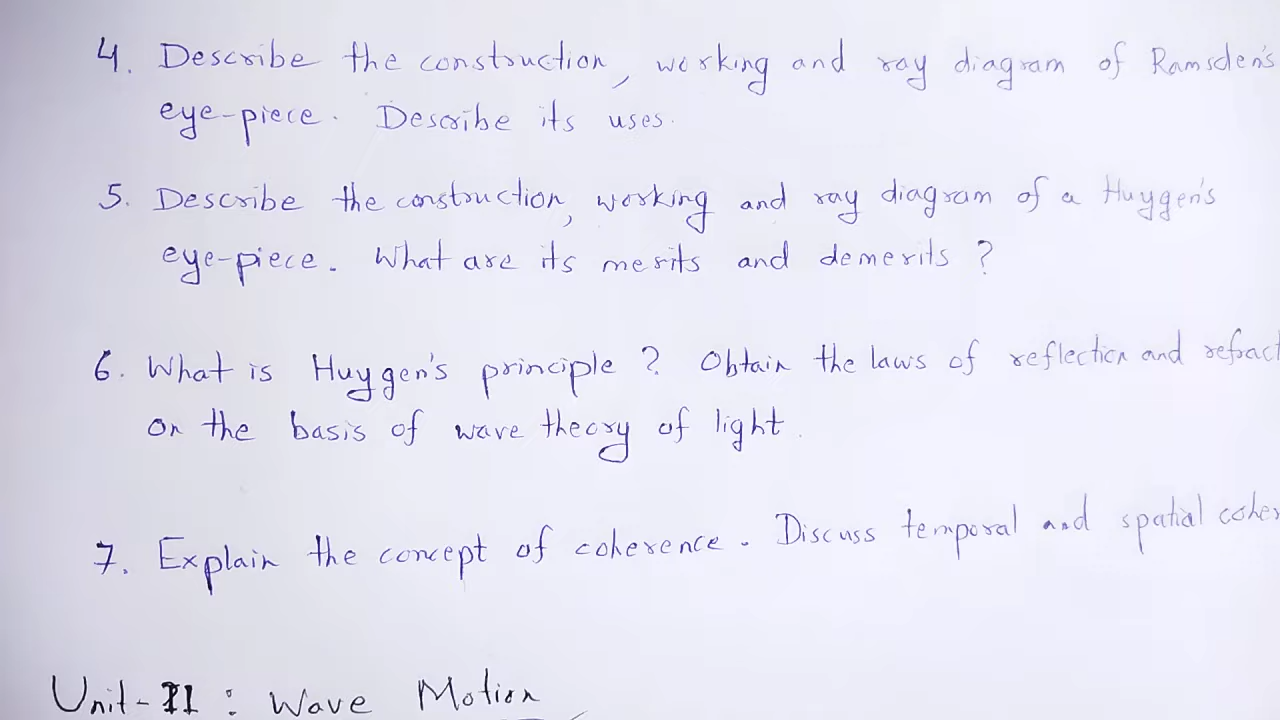 4. Describe the construction, working and ray diagram of Ramsden's
eye-piece. Describe its uses.
5. Describe the construction, working and ray diagram of a Huygen's
eye-piece. What are its merits and demerits ?
6. What is Huygen's principle ? Obtain the laws of reflection and refract
on the basis of wave theory of light.
7. Explain the concept of coherence. Discuss temporal and spatial coher
Unit-II : Wave Motion